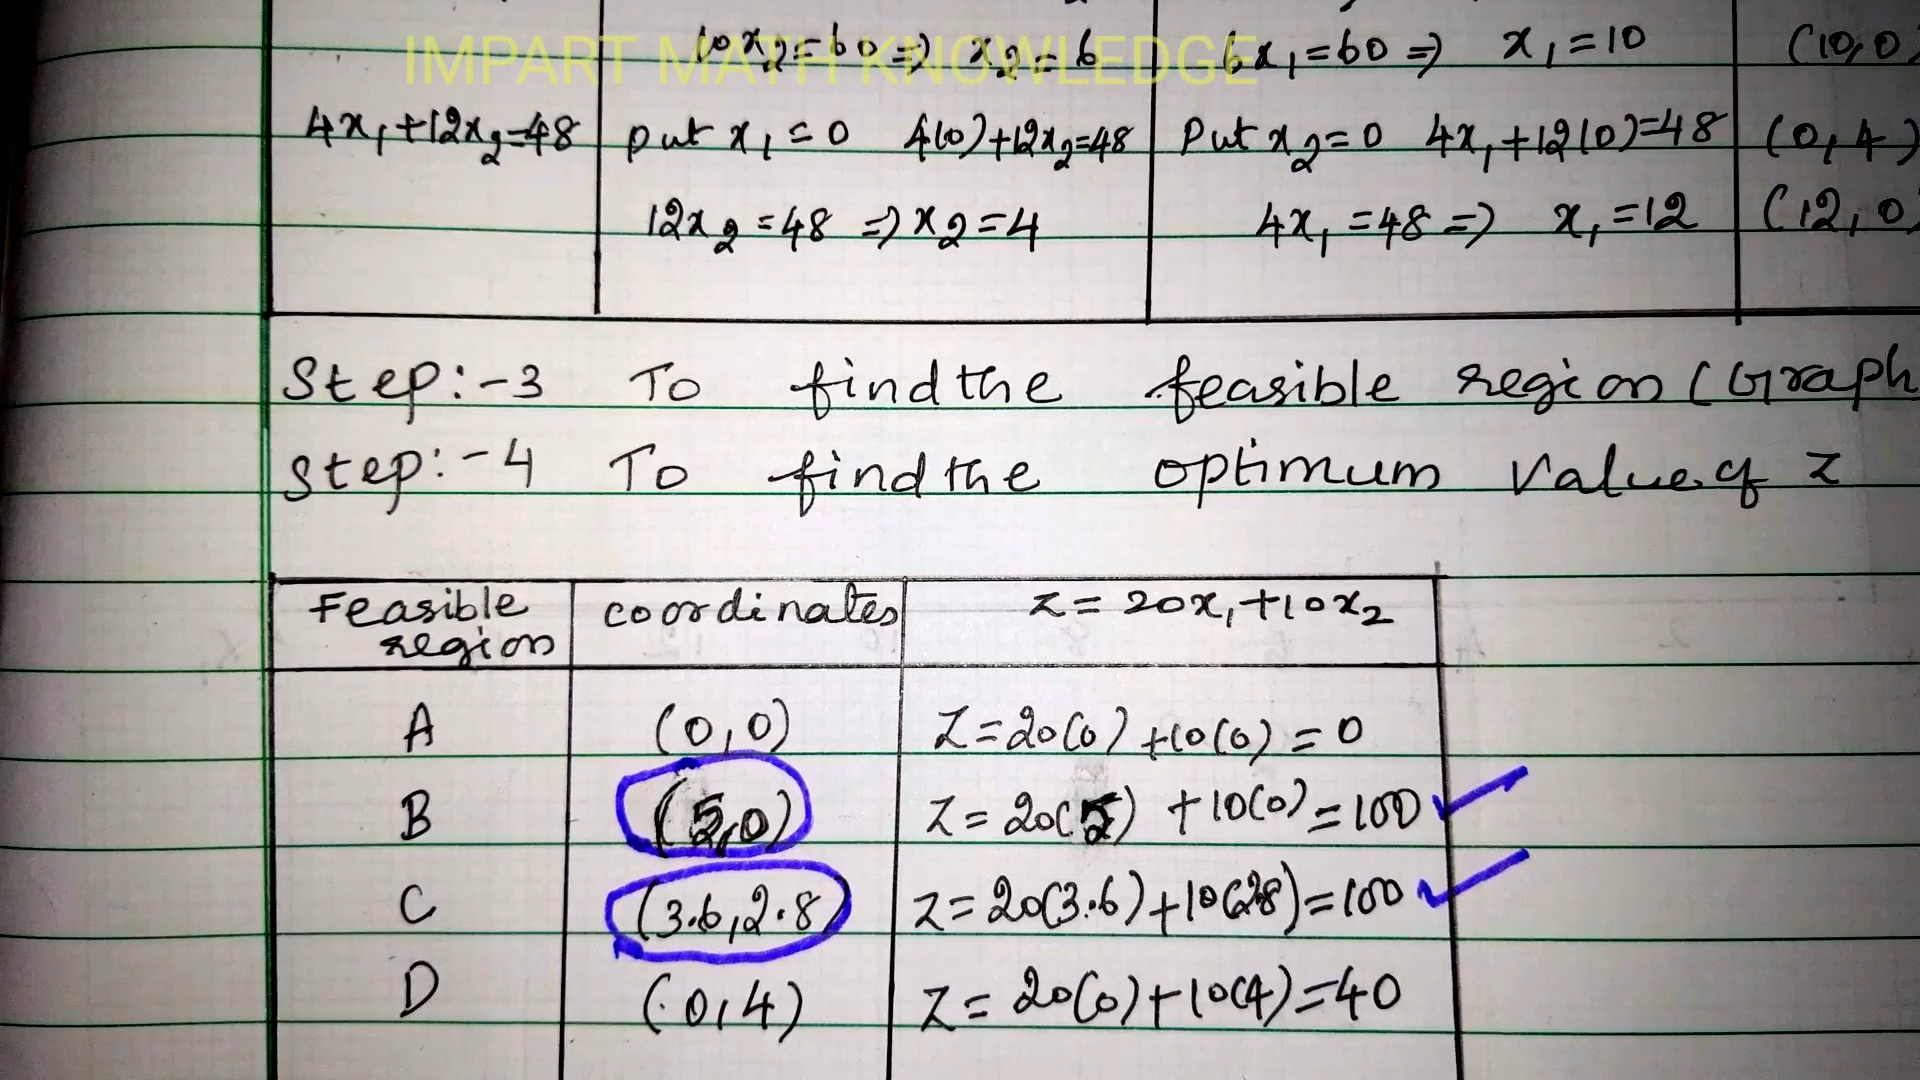 IMPART MATH KNOWLEDGE
10x2=60 => x2=6 6x1=60 => x1=10 (10,0)
4x1+12x2=48 put x1=0 4(0)+12x2=48 Put x2=0 4x1+12(0)=48 (0,4)
12x2=48 => x2=4 4x1=48 => x1=12 (12,0
Step:-3 To find the feasible region (Graph
Step:-4 To find the optimum value of z
Feasible region coordinates z=20x1+10x2
A (0,0) Z=20(0)+10(0)=0
B (5,0) Z=20(5)+10(0)=100 ✓
C (3.6,2.8) Z=20(3.6)+10(2.8)=100 ✓
D (0,4) Z=20(0)+10(4)=40